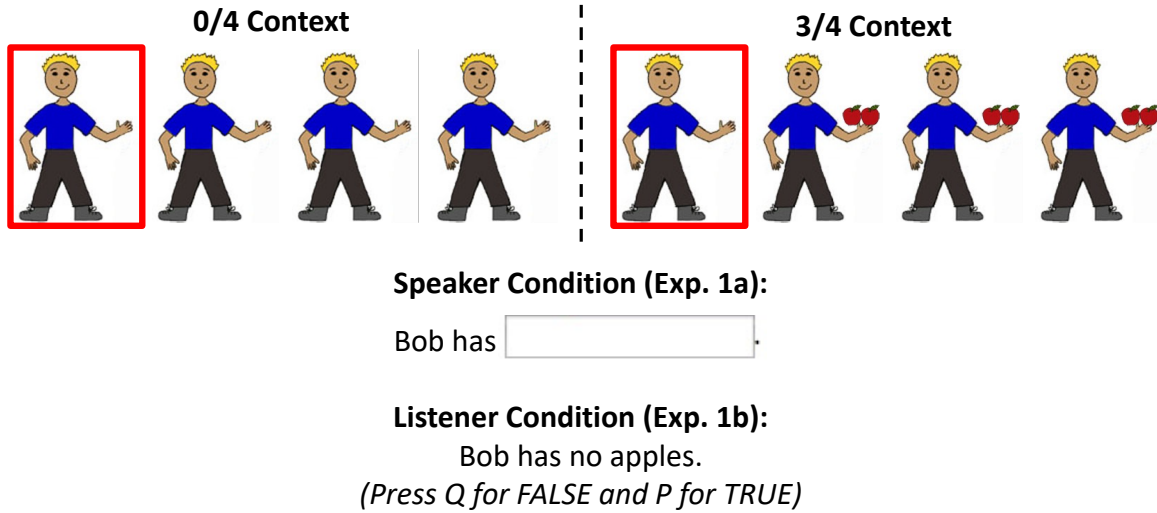 0/4 Context
3/4 Context
Speaker Condition (Exp. 1a):
Bob has .
Listener Condition (Exp. 1b):
Bob has no apples.
(Press Q for FALSE and P for TRUE)